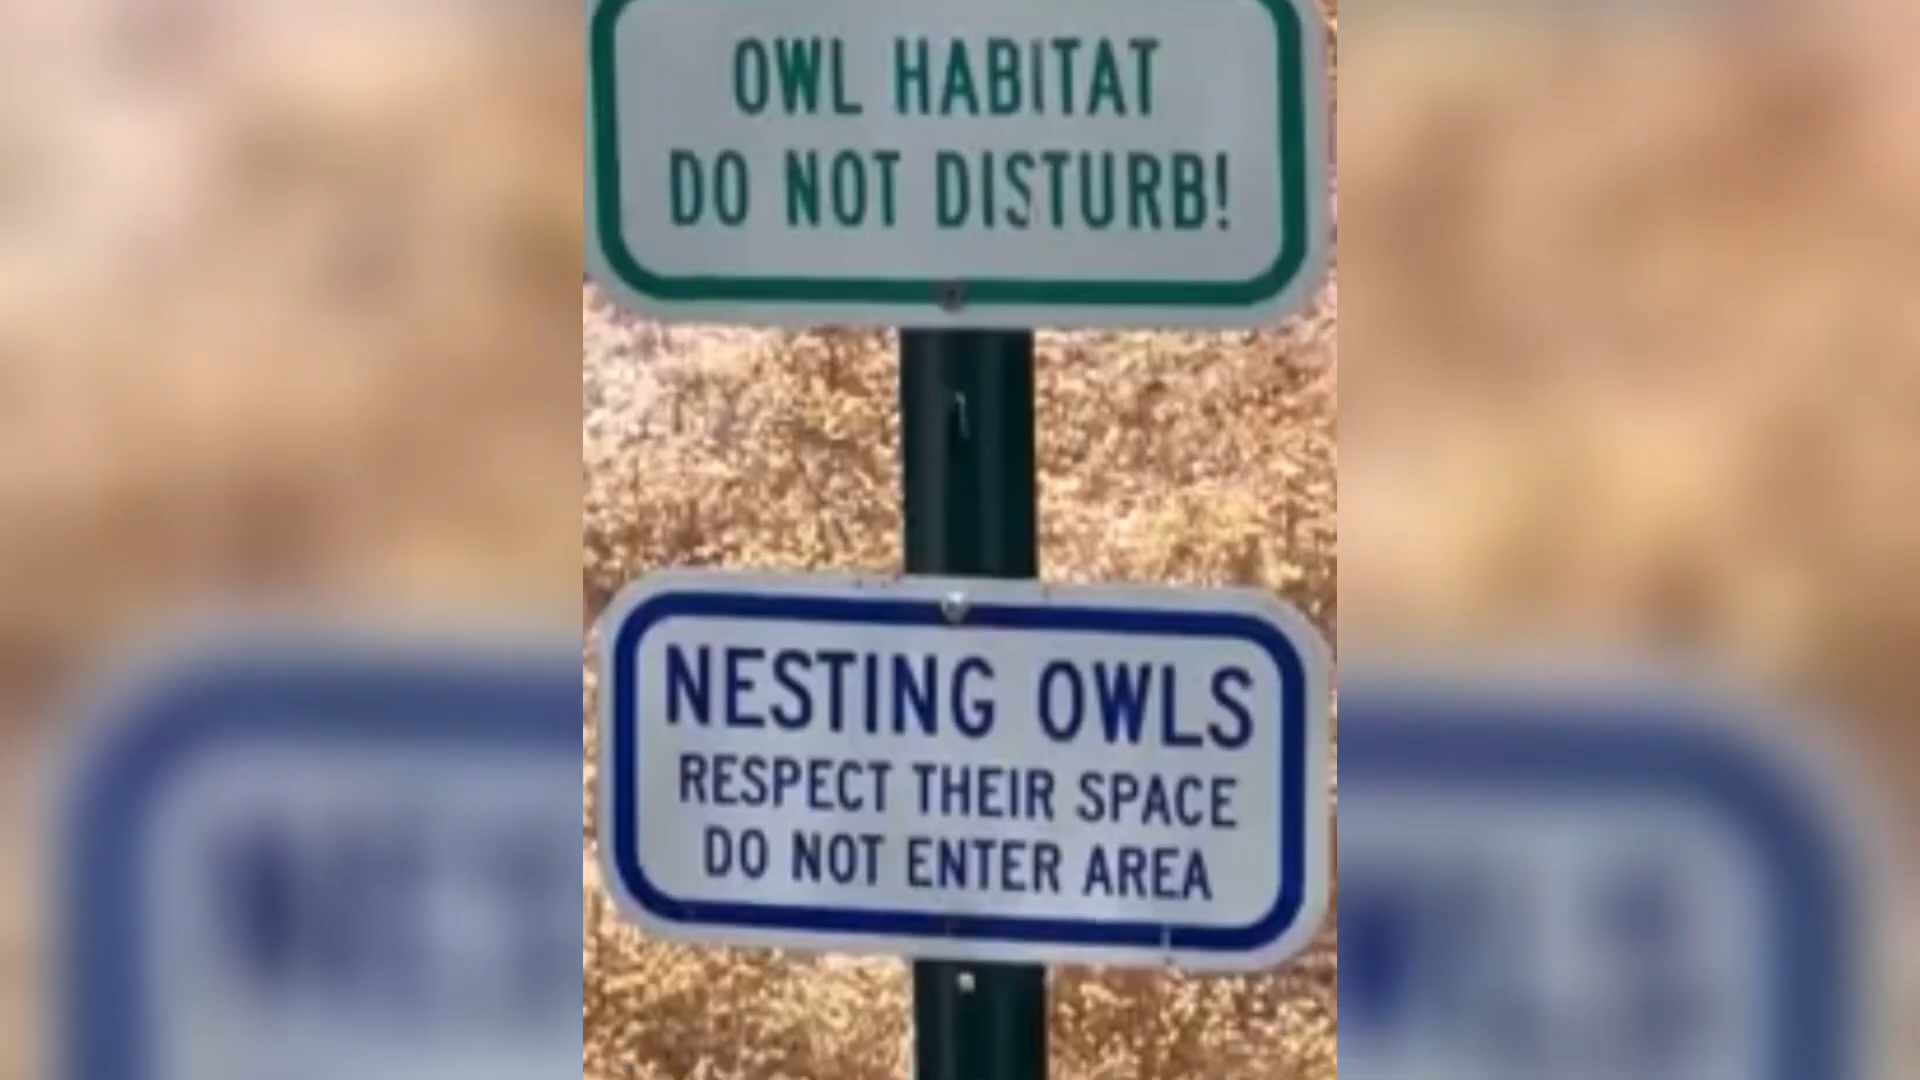 OWL HABITAT
DO NOT DISTURB!
NESTING OWLS
RESPECT THEIR SPACE
DO NOT ENTER AREA